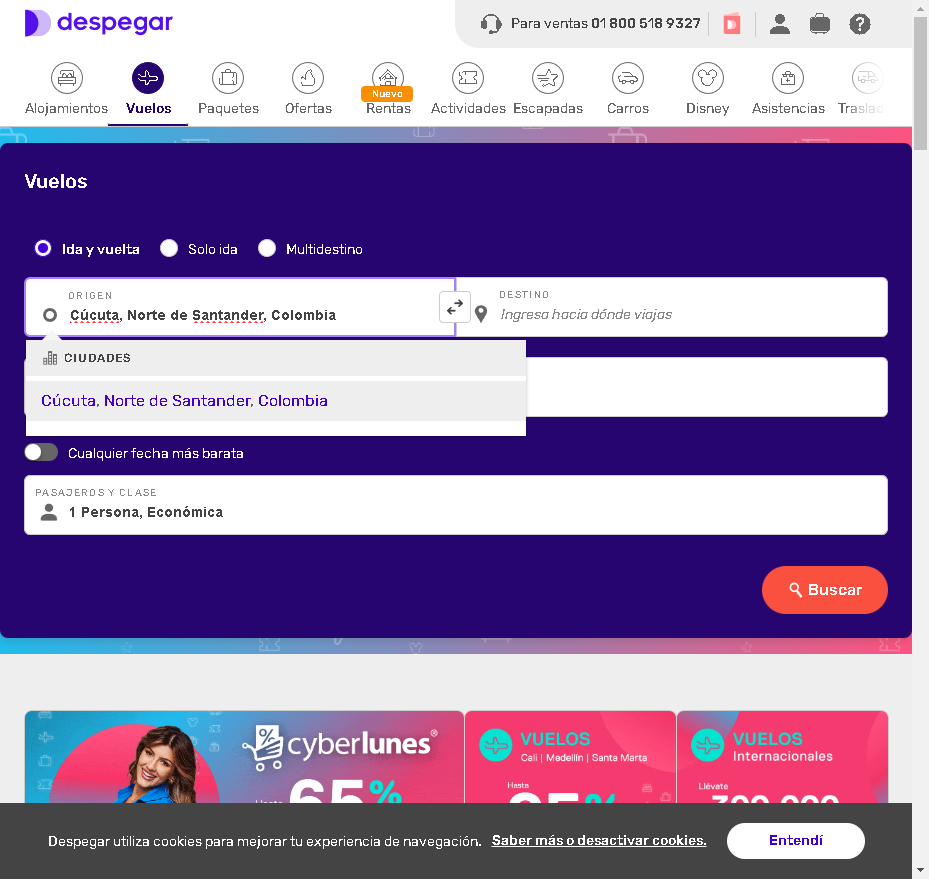 despegar
Para ventas 01 800 518 9327
Alojamientos
Vuelos
Paquetes
Ofertas
Nuevo
Rentas
Actividades
Escapadas
Carros
Disney
Asistencias
Traslad
Vuelos
Ida y vuelta
Solo ida
Multidestino
ORIGEN
Cúcuta, Norte de Santander, Colombia
DESTINO
Ingresa hacia dónde viajas
CIUDADES
Cúcuta, Norte de Santander, Colombia
Cualquier fecha más barata
PASAJEROS Y CLASE
1 Persona, Económica
Buscar
cyberlunes®
Hasta
65%
VUELOS
Cali | Medellín | Santa Marta
Hasta
VUELOS
Internacionales
Llévate
Despegar utiliza cookies para mejorar tu experiencia de navegación. Saber más o desactivar cookies.
Entendí